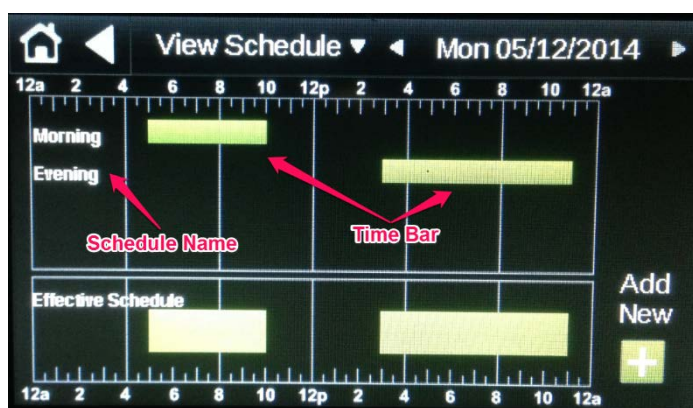 View Schedule Mon 05/12/2014
12a 2 4 6 8 10 12p 2 4 6 8 10 12a
Morning
Evening
Schedule Name
Time Bar
Effective Schedule
Add
New
12a 2 4 6 8 10 12p 2 4 6 8 10 12a